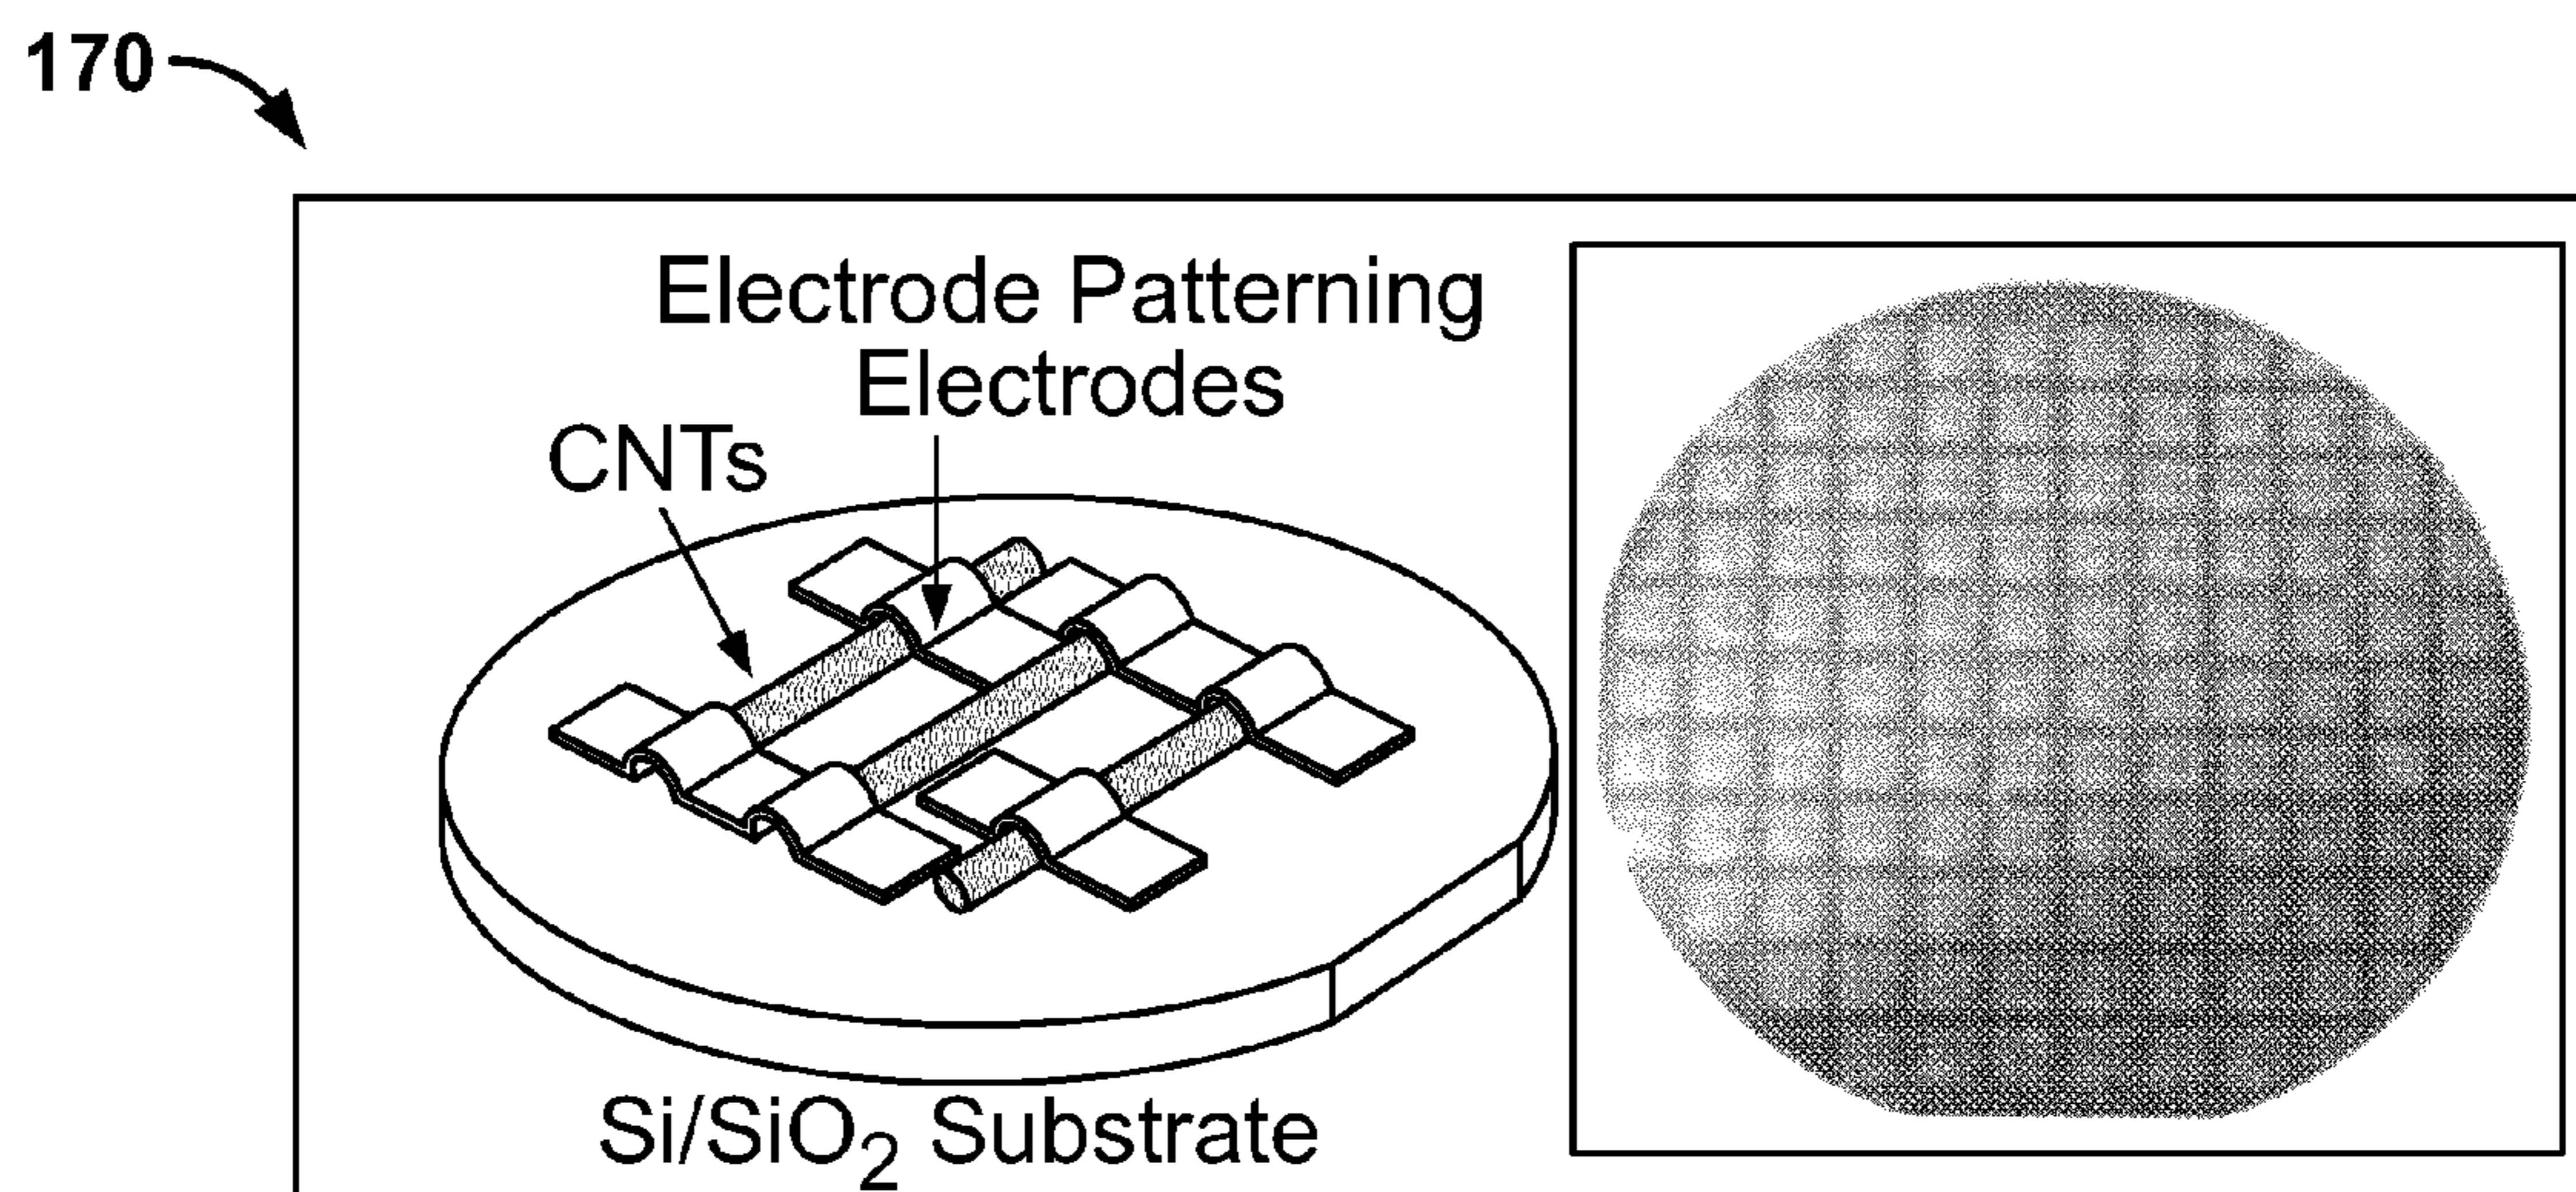 170
Electrode Patterning
Electrodes
CNTs
Si/SiO₂ Substrate